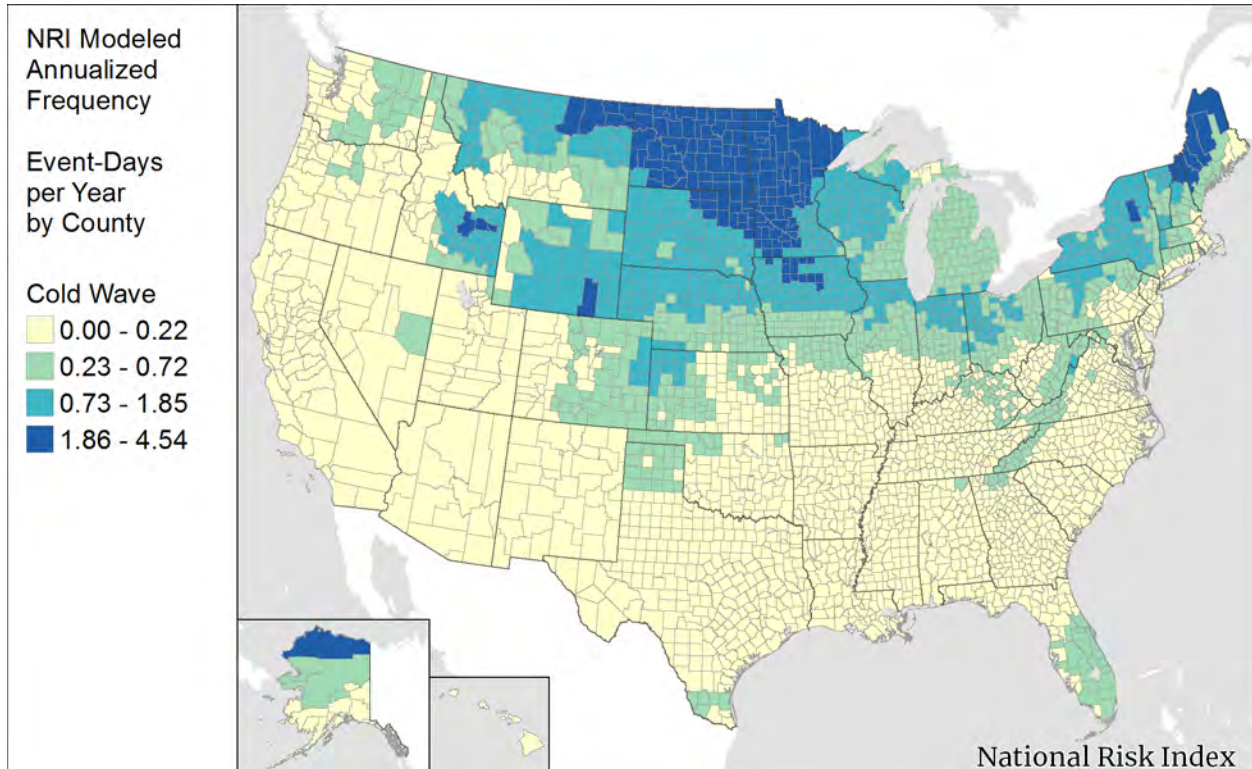 NRI Modeled
Annualized
Frequency
Event-Days
per Year
by County
Cold Wave
0.00 - 0.22
0.23 - 0.72
0.73 - 1.85
1.86 - 4.54
National Risk Index